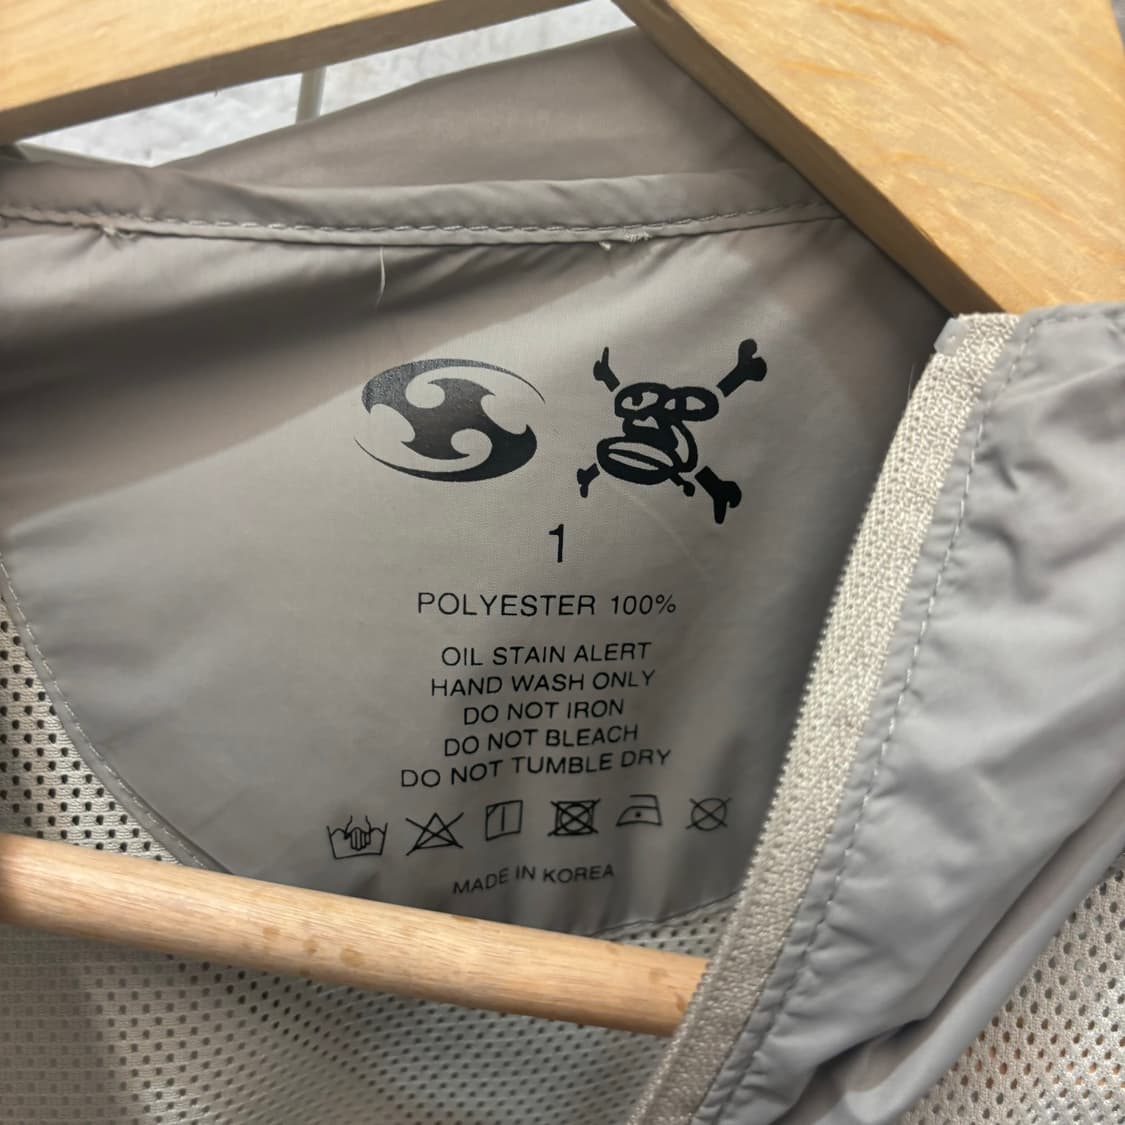 1
POLYESTER 100%
OIL STAIN ALERT
HAND WASH ONLY
DO NOT IRON
DO NOT BLEACH
DO NOT TUMBLE DRY
MADE IN KOREA